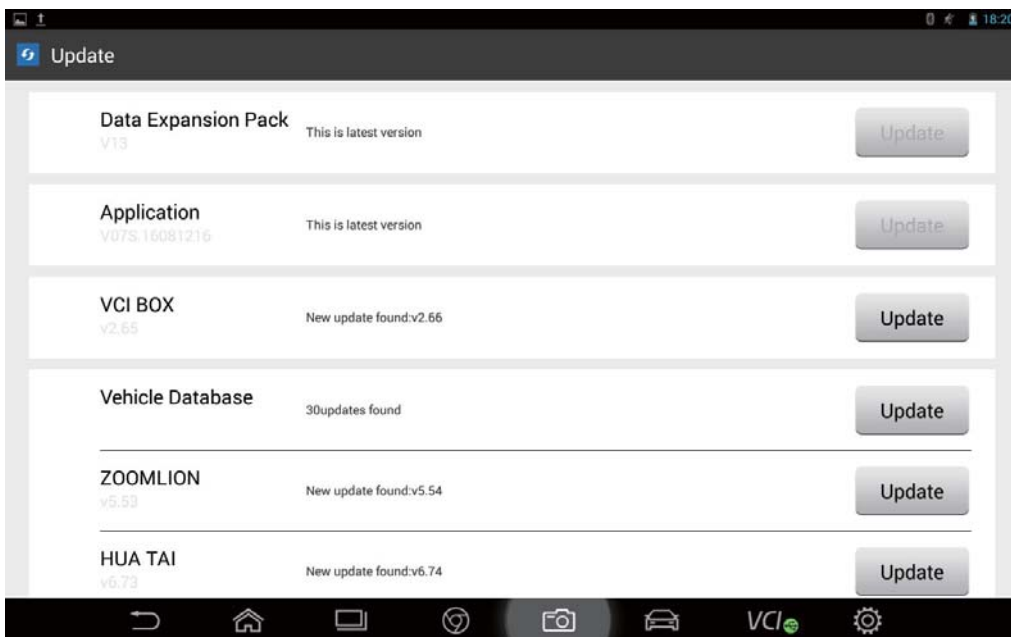 18:20
Update
Data Expansion Pack
V13
This is latest version
Update
Application
V07S.16081216
This is latest version
Update
VCI BOX
v2.65
New update found:v2.66
Update
Vehicle Database
30updates found
Update
ZOOMLION
v5.53
New update found:v5.54
Update
HUA TAI
v6.73
New update found:v6.74
Update
VCI